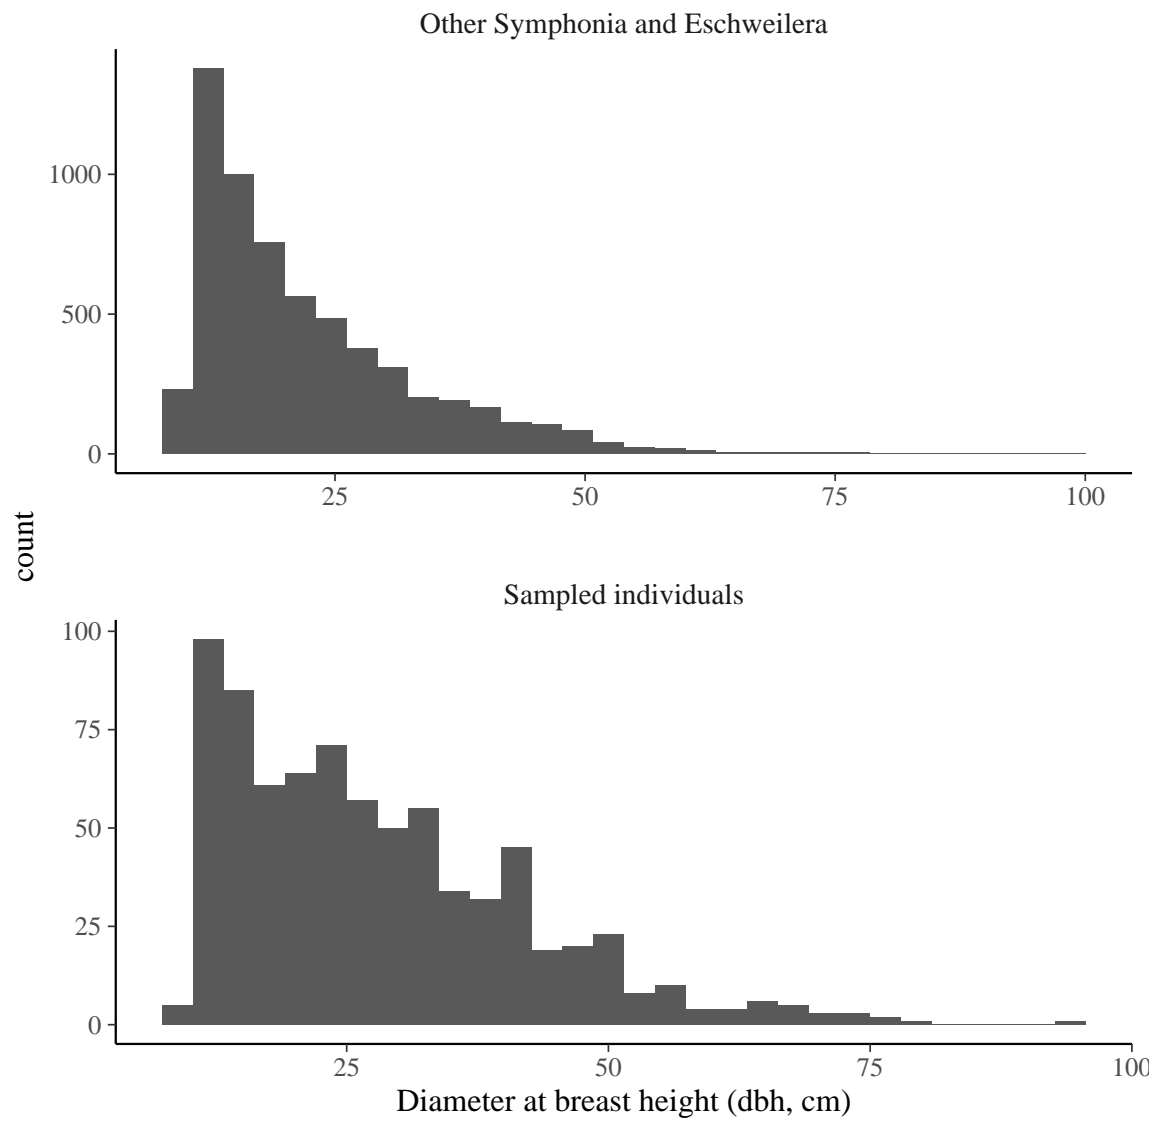 Other Symphonia and Eschweilera
1000
500
0
25 50 75 100
count
Sampled individuals
100
75
50
25
0
25 50 75 100
Diameter at breast height (dbh, cm)